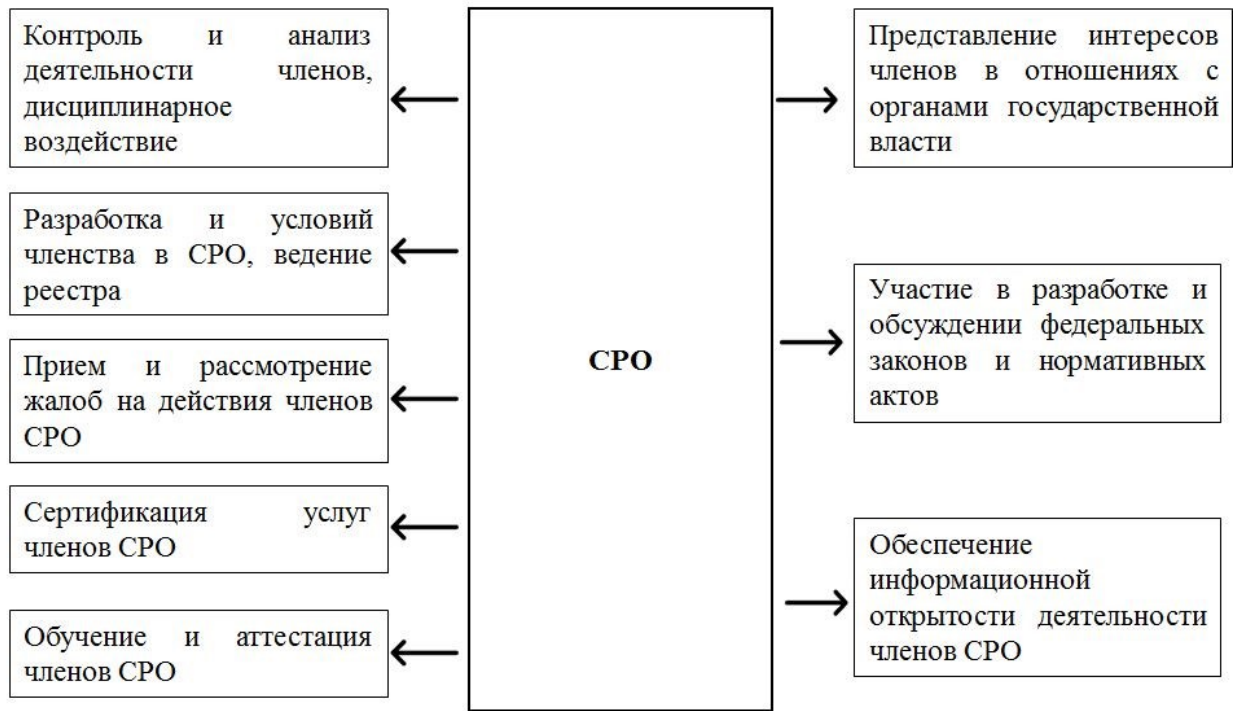 Контроль и анализ
деятельности членов,
дисциплинарное
воздействие
Разработка и условий
членства в СРО, ведение
реестра
Прием и рассмотрение
жалоб на действия членов
СРО
Сертификация услуг
членов СРО
Обучение и аттестация
членов СРО
СРО
Представление интересов
членов в отношениях с
органами государственной
власти
Участие в разработке и
обсуждении федеральных
законов и нормативных
актов
Обеспечение
информационной
открытости деятельности
членов СРО